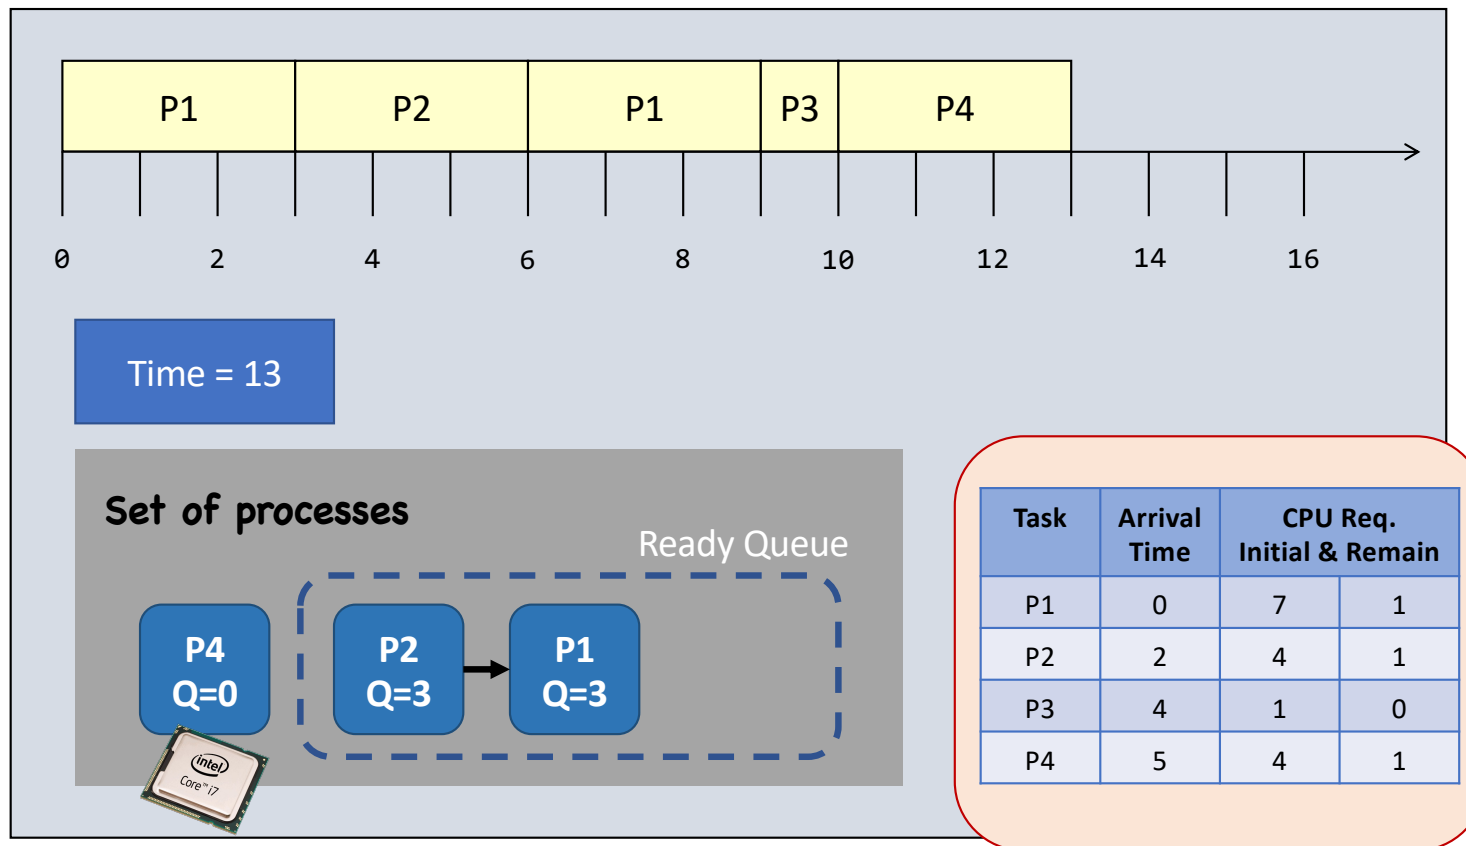 P1 P2 P1 P3 P4
0 2 4 6 8 10 12 14 16
Time = 13
Set of processes
Ready Queue
P4
Q=0
P2
Q=3
P1
Q=3
intel
Core™ i7
Task Arrival Time CPU Req. Initial & Remain
P1 0 7 1
P2 2 4 1
P3 4 1 0
P4 5 4 1